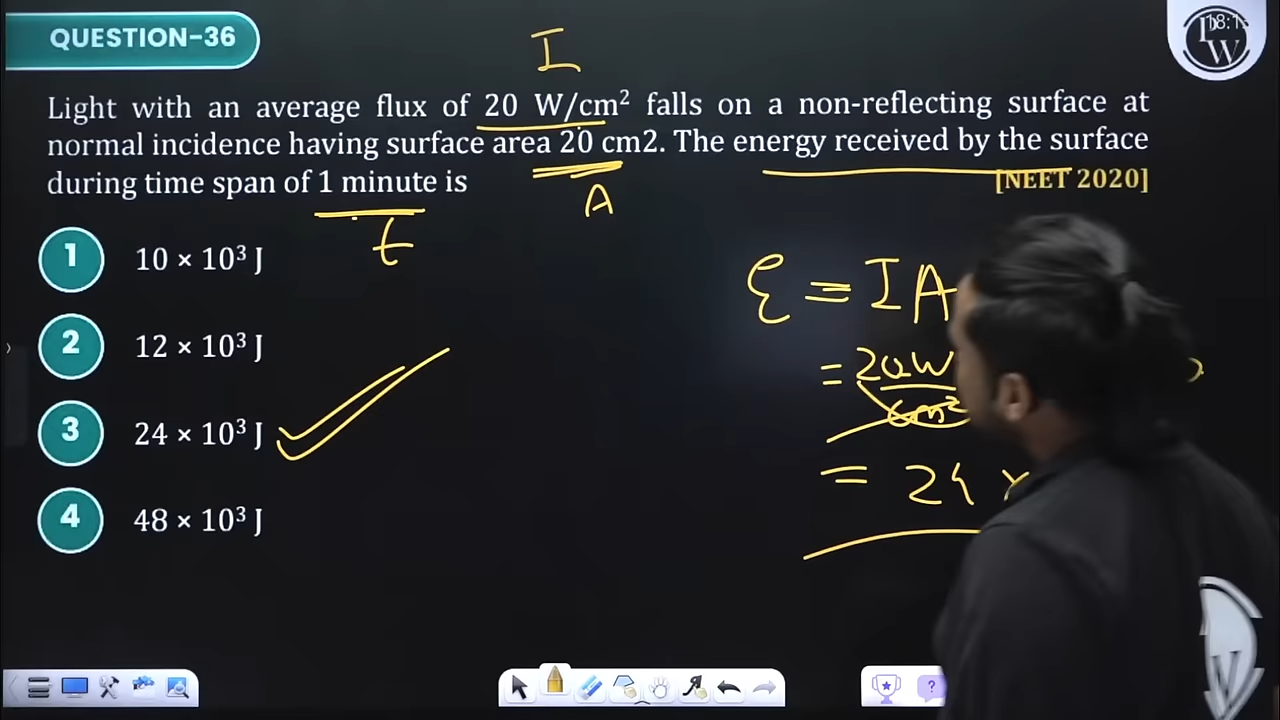 QUESTION-36
I
Light with an average flux of 20 W/cm² falls on a non-reflecting surface at
normal incidence having surface area 20 cm2. The energy received by the surface
during time span of 1 minute is
[NEET 2020]
A
t
1 10 × 10³ J
2 12 × 10³ J
3 24 × 10³ J
4 48 × 10³ J
ε = IA
= 20W
cm²
= 24 ×